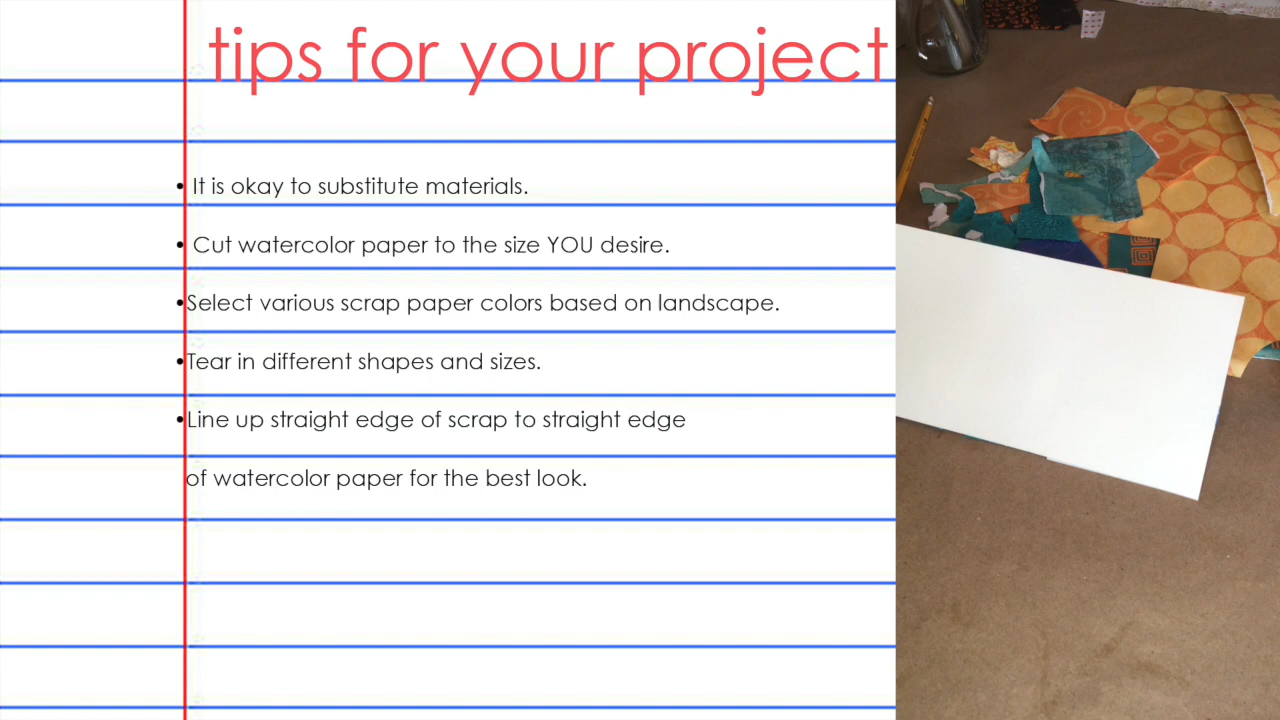 tips for your project
• It is okay to substitute materials.
• Cut watercolor paper to the size YOU desire.
•Select various scrap paper colors based on landscape.
•Tear in different shapes and sizes.
•Line up straight edge of scrap to straight edge
of watercolor paper for the best look.